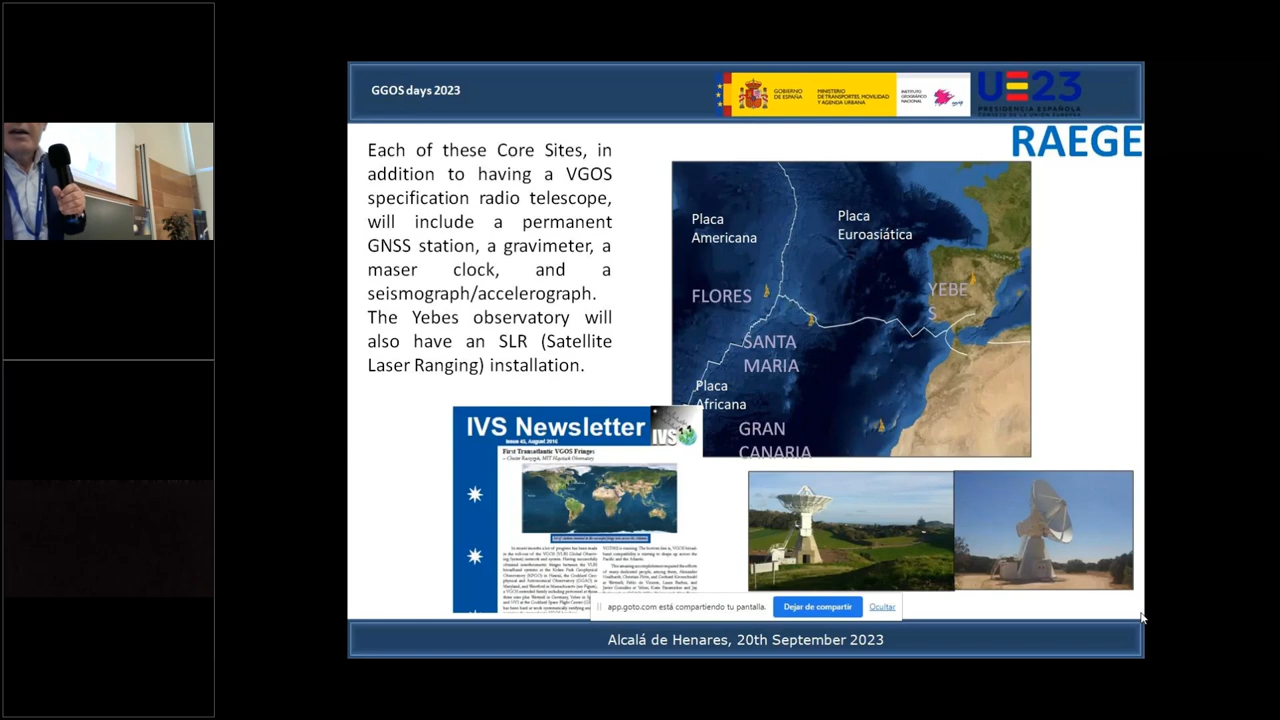 GGOS days 2023
GOBIERNO
DE ESPAÑA
MINISTERIO
DE TRANSPORTES, MOVILIDAD
Y AGENDA URBANA
INSTITUTO
GEOGRÁFICO
NACIONAL
UE23
PRESIDENCIA ESPAÑOLA
CONSEJO DE LA UNIÓN EUROPEA
RAEGE
Each of these Core Sites, in
addition to having a VGOS
specification radio telescope,
will include a permanent
GNSS station, a gravimeter, a
maser clock, and a
seismograph/accelerograph.
The Yebes observatory will
also have an SLR (Satellite
Laser Ranging) installation.
Placa
Americana
Placa
Euroasiática
FLORES
YEBE
S
SANTA
MARIA
Placa
Africana
GRAN
CANARIA
IVS Newsletter
IVS
Issue 45, August 2016
First Transatlantic VGOS Fringes
app.goto.com está compartiendo tu pantalla.
Dejar de compartir
Ocultar
Alcalá de Henares, 20th September 2023